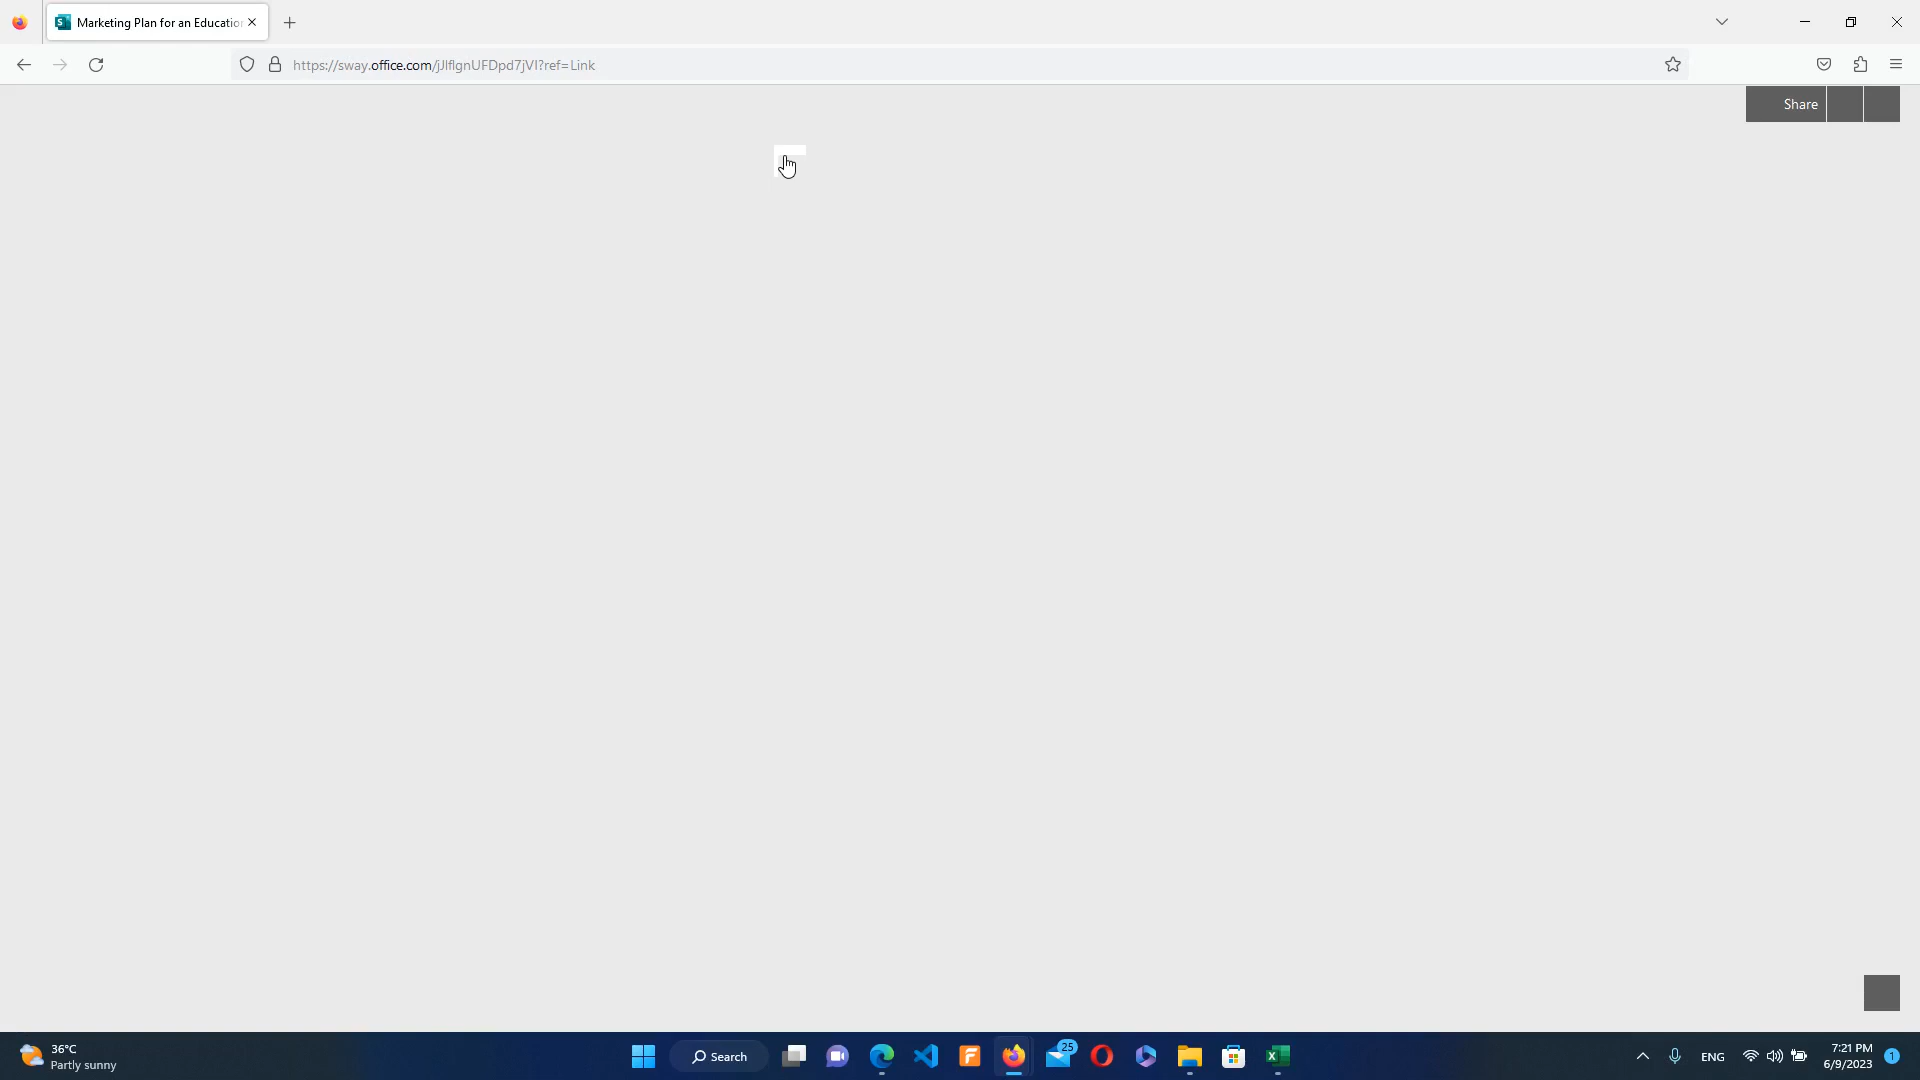 Marketing Plan for an Educatio
https://sway.office.com/jJlflgnUFDpd7jVI?ref=Link
Share
36°C
Partly sunny
Search
25
ENG
7:21 PM
6/9/2023
1